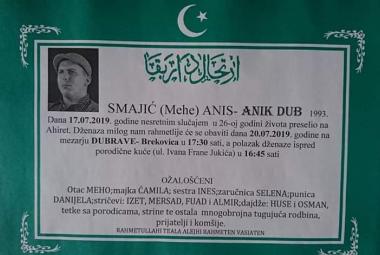 SMAJIĆ (Mehe) ANIS- ANIK DUB 1993.
Dana 17.07.2019. godine nesretnim slučajem u 26-oj godini života preselio na
Ahiret. Dženaza milog nam rahmetlije će se obaviti dana 20.07.2019 godine na
mezarju DUBRAVE- Brekovica u 17:30 sati, a polazak dženaze ispred
porodične kuće (ul. Ivana Frane Jukića) u 16:45 sati
OŽALOŠĆENI
Otac MEHO;majka ĆAMILA; sestra INES;zaručnica SELENA;punica
DANIJELA;stričevi: IZET, MERSAD, FUAD i ALMIR;dajdže: HUSE i OSMAN,
tetke sa porodicama, strine te ostala mnogobrojna tugujuća rodbina,
prijatelji i komšije.
RAHMETULLAHI TEALA ALEJHI RAHMETEN VASIATEN